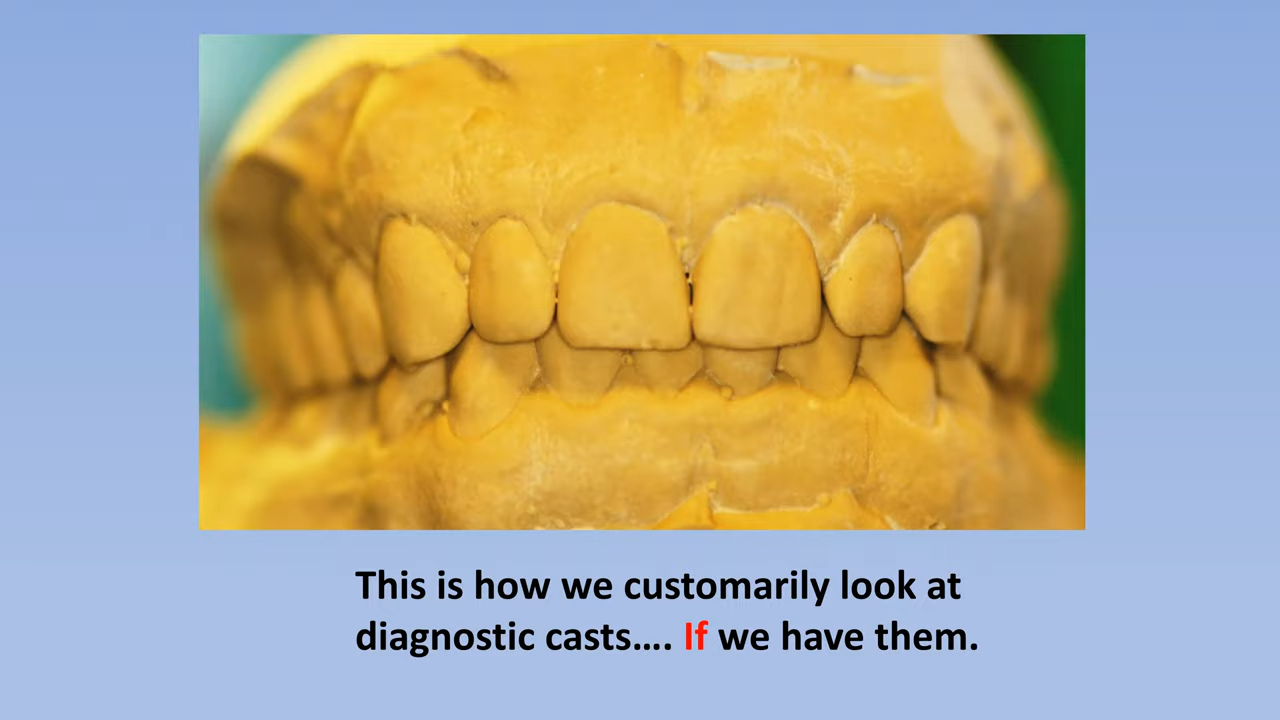 This is how we customarily look at
diagnostic casts.... If we have them.